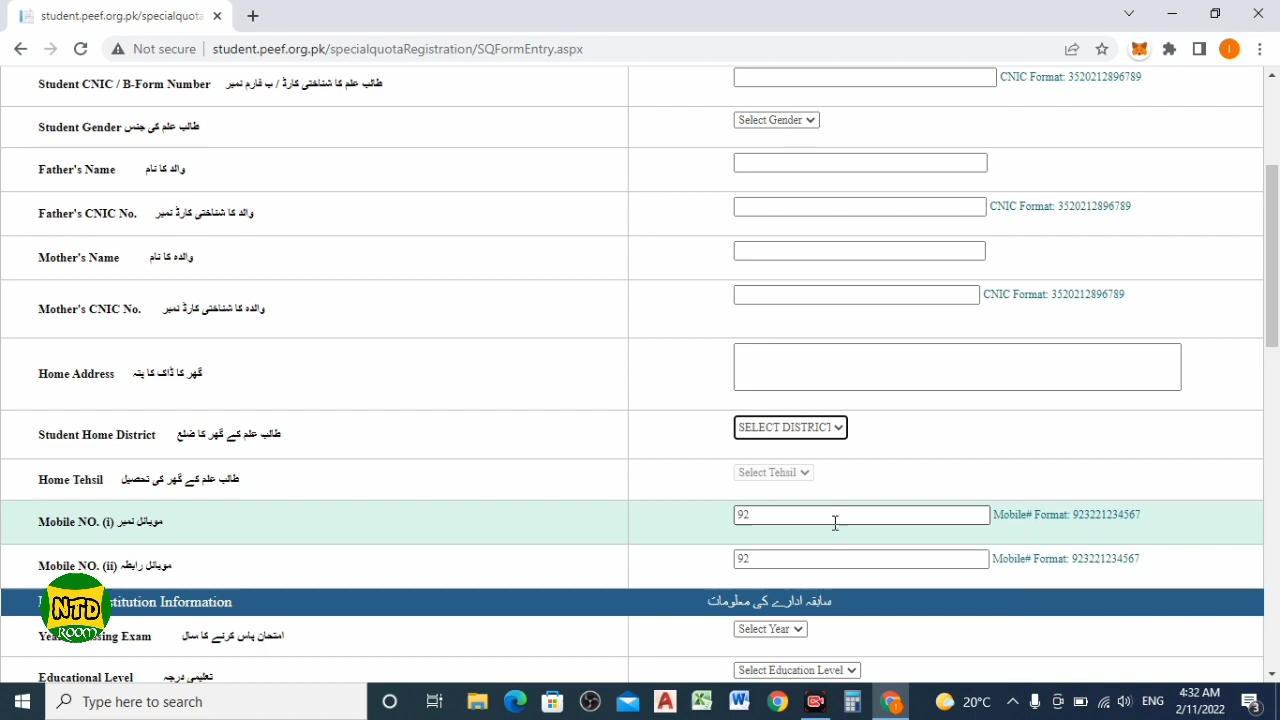 student.peef.org.pk/specialquota
Not secure
student.peef.org.pk/specialquotaRegistration/SQFormEntry.aspx
I
Student CNIC / B-Form Number طالب علم کا شناختی کارڈ / ب فارم نمبر
CNIC Format: 3520212896789
Student Gender طالب علم کی جنس
Select Gender
Father's Name والد کا نام
Father's CNIC No. والد کا شناختی کارڈ نمبر
CNIC Format: 3520212896789
Mother's Name والدہ کا نام
Mother's CNIC No. والدہ کا شناختی کارڈ نمبر
CNIC Format: 3520212896789
Home Address گھر کا ڈاک کا پتہ
Student Home District طالب علم کے گھر کا ضلع
SELECT DISTRICT
Home Tehsil طالب علم کے گھر کی تحصیل
Select Tehsil
Mobile NO. (i) موبائل نمبر
92
Mobile# Format: 923221234567
Mobile NO. (ii) موبائل رابطہ
92
Mobile# Format: 923221234567
stitution Information
سابقہ ادارے کی معلومات
NTD
ROOM
Exam امتحان پاس کرنے کا سال
Select Year
Educational Level تعلیمی درجہ
Select Education Level
Type here to search
20°C
ENG
4:32 AM
2/11/2022
3